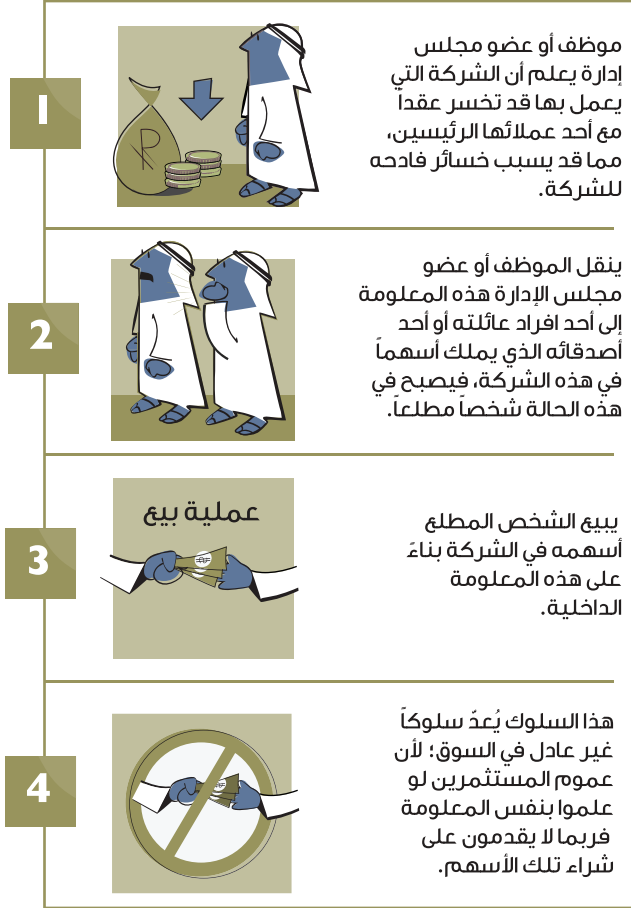 1
موظف أو عضو مجلس
إدارة يعلم أن الشركة التي
يعمل بها قد تخسر عقداً
مع أحد عملائها الرئيسين،
مما قد يسبب خسائر فادحه
للشركة.
2
ينقل الموظف أو عضو
مجلس الإدارة هذه المعلومة
إلى أحد افراد عائلته أو أحد
أصدقائه الذي يملك أسهماً
في هذه الشركة، فيصبح في
هذه الحالة شخصاً مطلعاً.
3
عملية بيع
يبيع الشخص المطلع
أسهمه في الشركة بناءً
على هذه المعلومة
الداخلية.
4
هذا السلوك يُعدّ سلوكاً
غير عادل في السوق؛ لأن
عموم المستثمرين لو
علموا بنفس المعلومة
فربما لا يقدمون على
شراء تلك الأسهم.